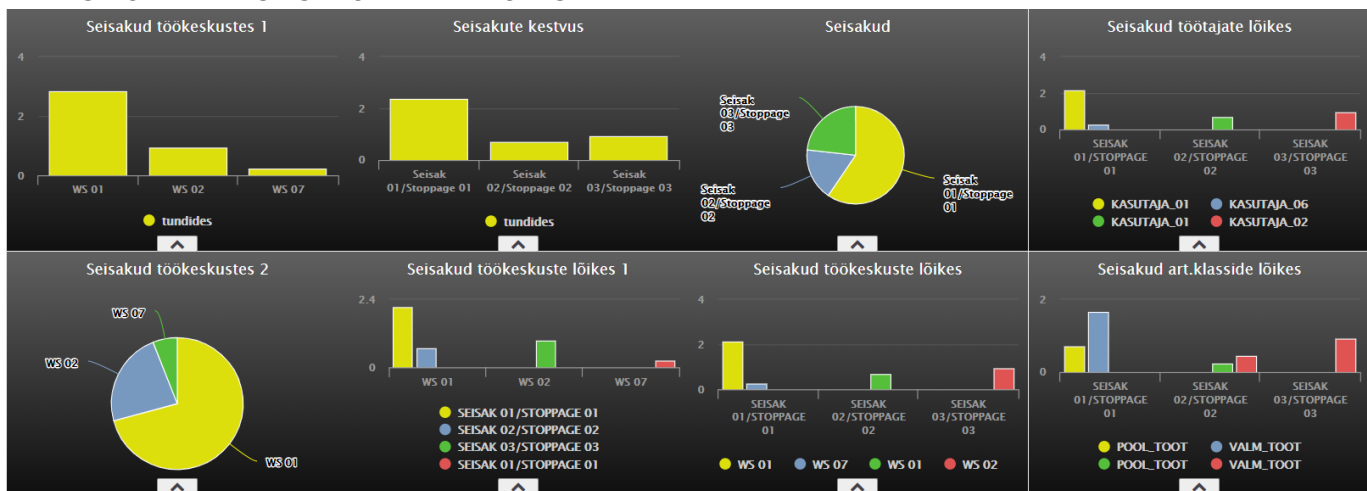 Seisakud töökeskustes 1
4
2
0
WS 01
WS 02
WS 07
tundides
Seisakute kestvus
4
2
0
Seisak
01/Stoppage 01
Seisak
02/Stoppage 02
Seisak
03/Stoppage 03
tundides
Seisakud
Seisak
03/Stoppage
03
Seisak
02/Stoppage
02
Seisak
01/Stoppage
01
Seisakud töötajate lõikes
4
2
0
SEISAK
01/STOPPAGE
01
SEISAK
02/STOPPAGE
02
SEISAK
03/STOPPAGE
03
KASUTAJA_01
KASUTAJA_06
KASUTAJA_01
KASUTAJA_02
Seisakud töökeskustes 2
WS 07
WS 02
WS 01
Seisakud töökeskuste lõikes 1
2.4
0
WS 01
WS 02
WS 07
SEISAK 01/STOPPAGE 01
SEISAK 02/STOPPAGE 02
SEISAK 03/STOPPAGE 03
SEISAK 01/STOPPAGE 01
Seisakud töökeskuste lõikes
4
2
0
SEISAK
01/STOPPAGE
01
SEISAK
02/STOPPAGE
02
SEISAK
03/STOPPAGE
03
WS 01
WS 07
WS 01
WS 02
Seisakud art.klasside lõikes
2
0
SEISAK
01/STOPPAGE
01
SEISAK
02/STOPPAGE
02
SEISAK
03/STOPPAGE
03
POOL_TOOT
VALM_TOOT
POOL_TOOT
VALM_TOOT